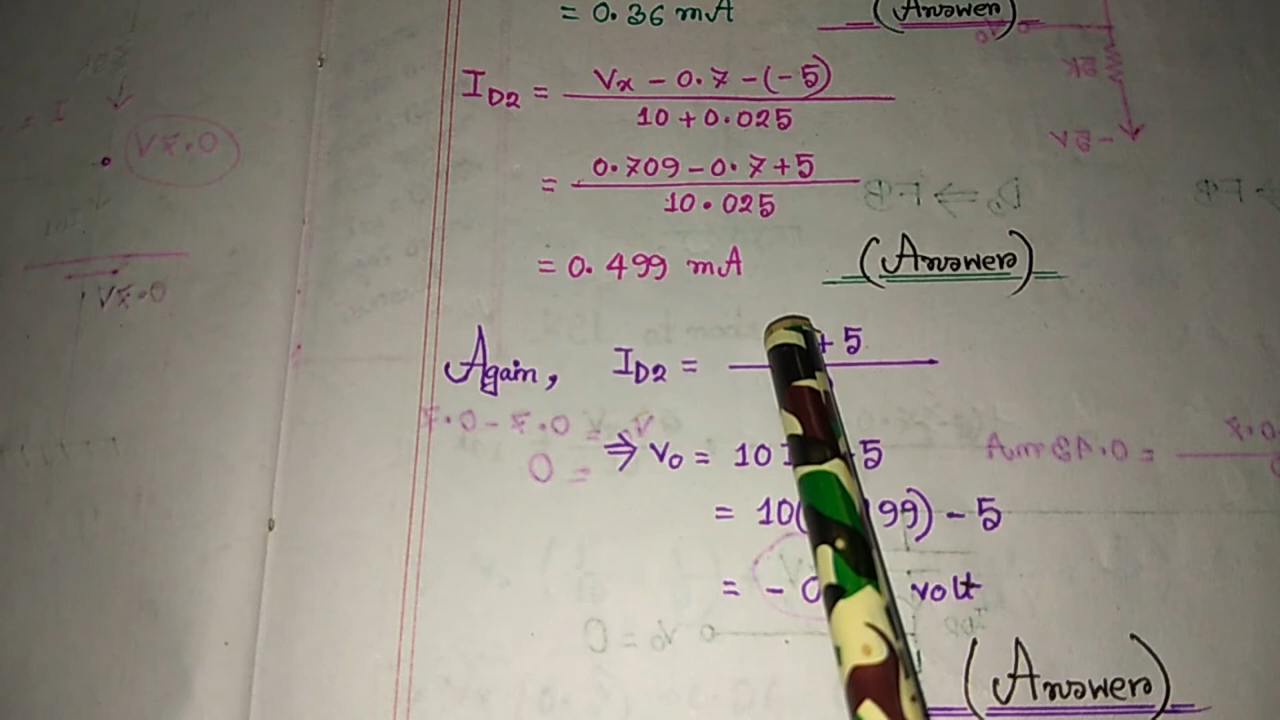 = 0.36 mA (Answer)
I_D2 = (Vx - 0.7 - (-5)) / (10 + 0.025)
= (0.709 - 0.7 + 5) / 10.025
= 0.499 mA (Answer)
Again, I_D2 = + 5
⇒ V0 = 10 5
= 10( 99) - 5
= - 0 volt
(Answer)